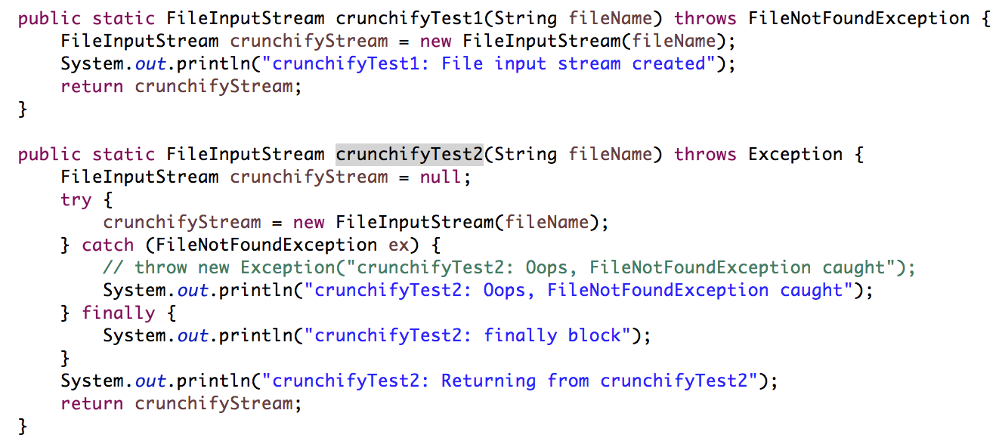 public static FileInputStream crunchifyTest1(String fileName) throws FileNotFoundException {
    FileInputStream crunchifyStream = new FileInputStream(fileName);
    System.out.println("crunchifyTest1: File input stream created");
    return crunchifyStream;
}

public static FileInputStream crunchifyTest2(String fileName) throws Exception {
    FileInputStream crunchifyStream = null;
    try {
        crunchifyStream = new FileInputStream(fileName);
    } catch (FileNotFoundException ex) {
        // throw new Exception("crunchifyTest2: Oops, FileNotFoundException caught");
        System.out.println("crunchifyTest2: Oops, FileNotFoundException caught");
    } finally {
        System.out.println("crunchifyTest2: finally block");
    }
    System.out.println("crunchifyTest2: Returning from crunchifyTest2");
    return crunchifyStream;
}